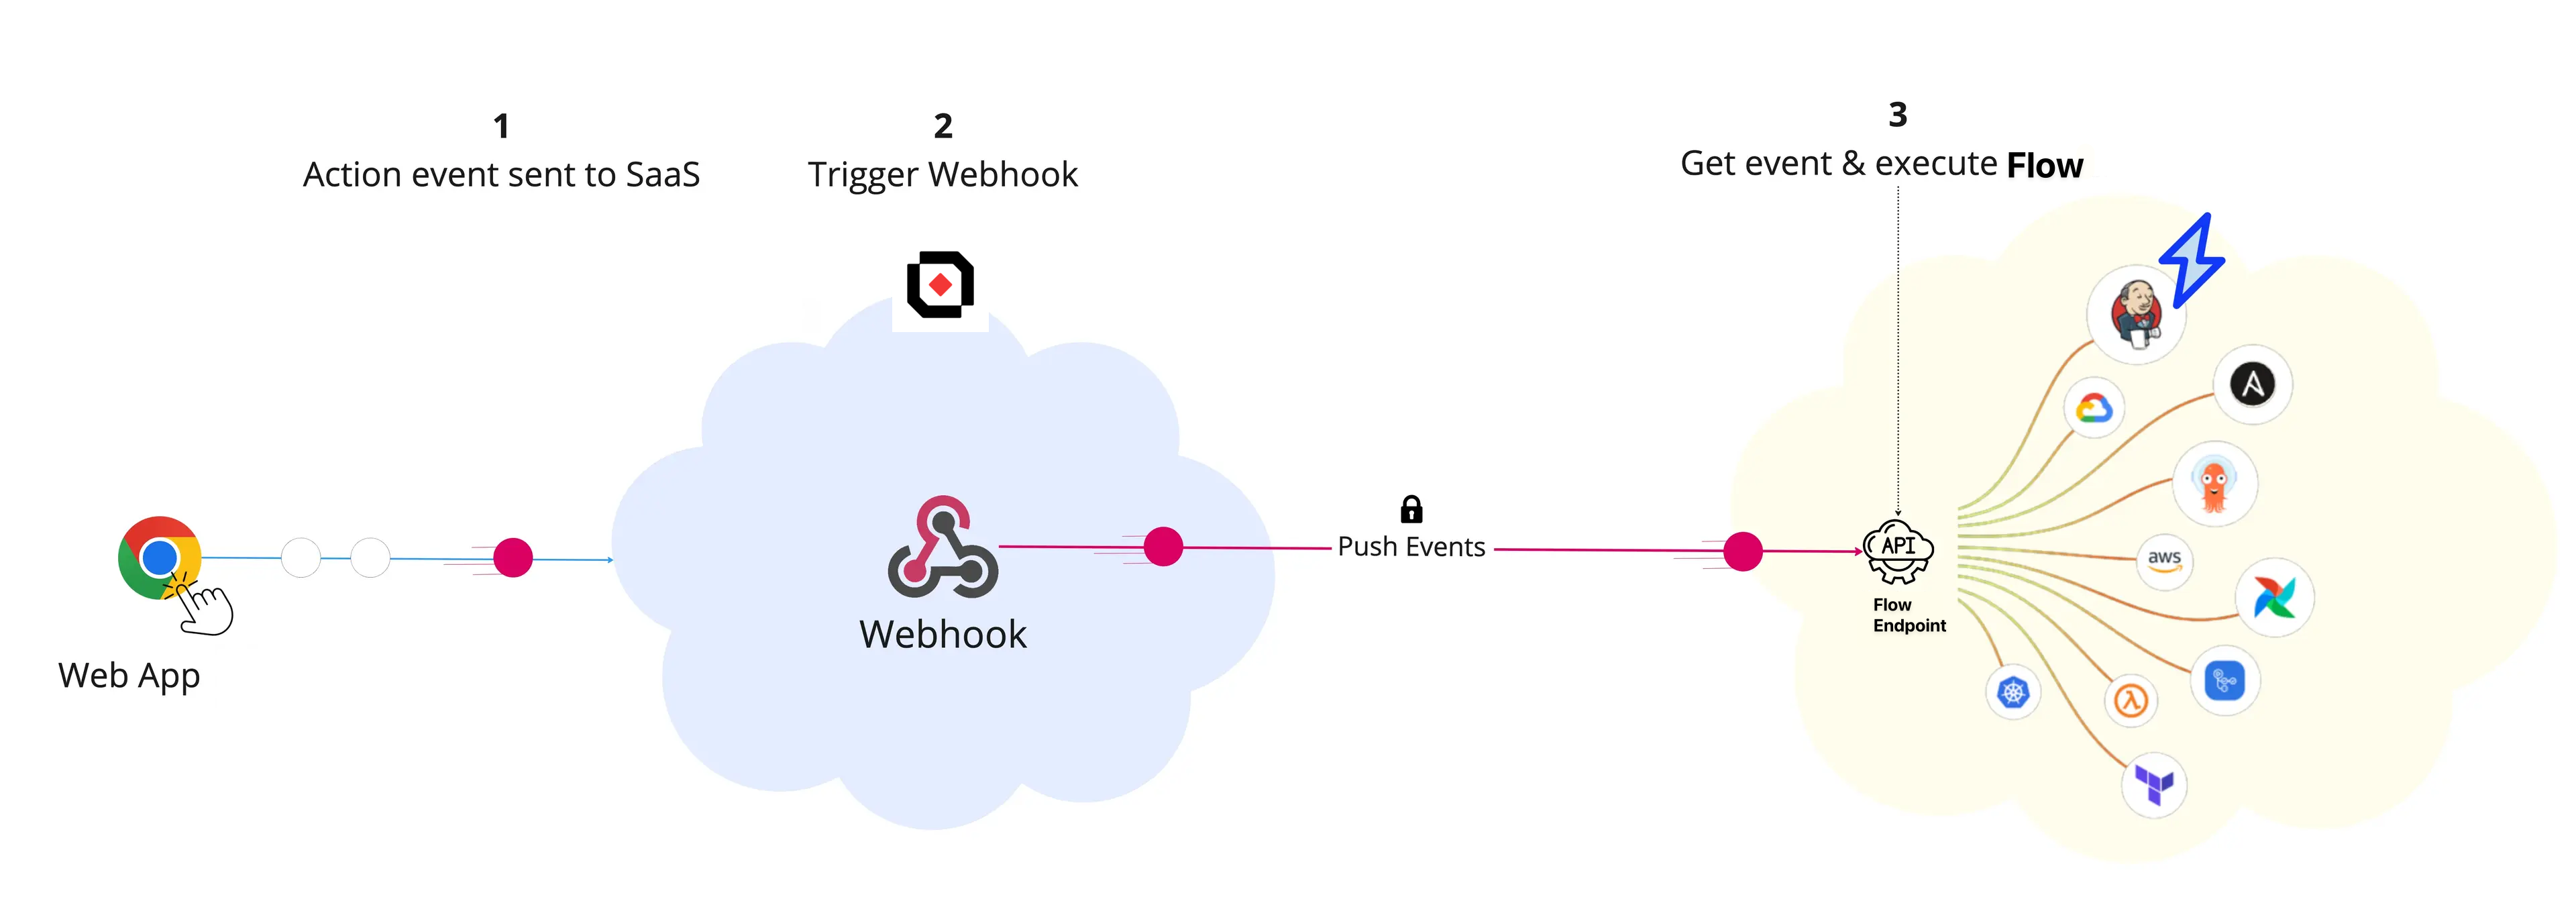 1
Action event sent to SaaS
2
Trigger Webhook
3
Get event & execute Flow
Web App
Webhook
Push Events
API
Flow
Endpoint
aws